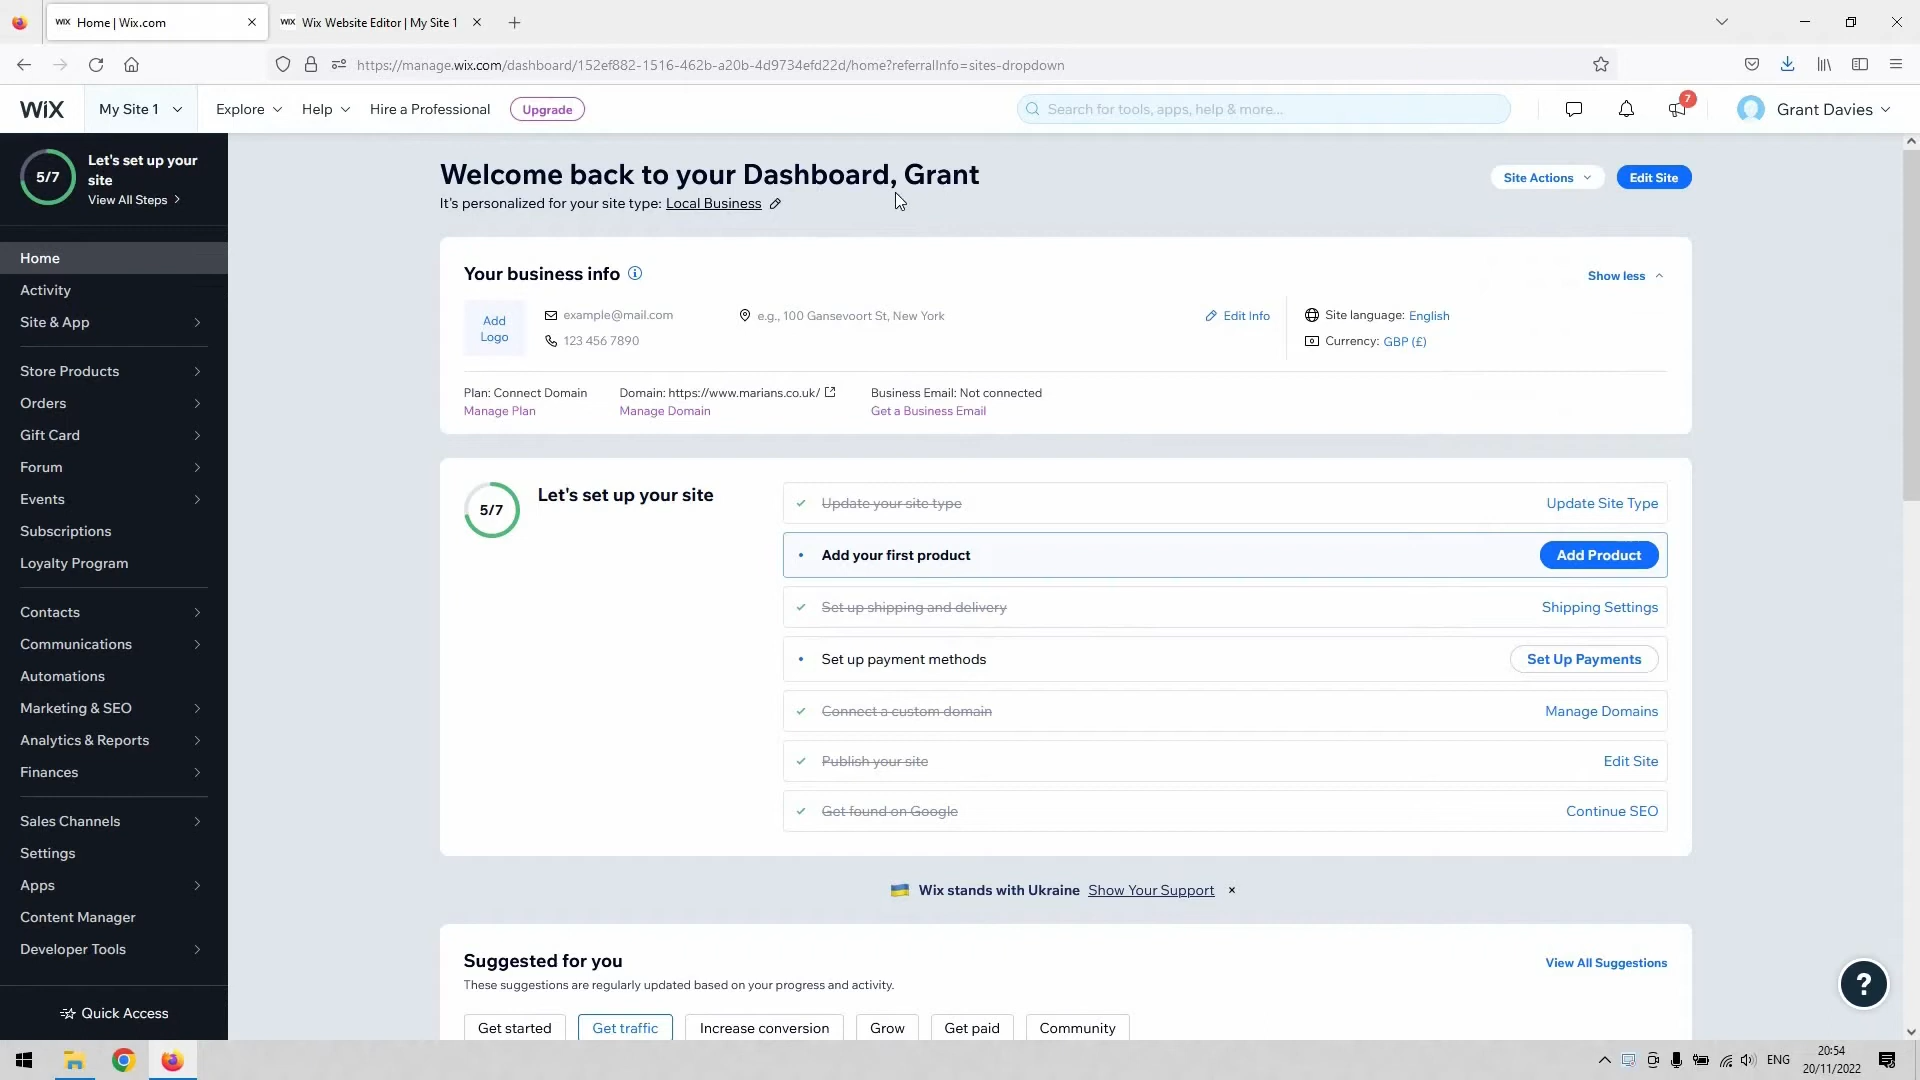 WIX Home | Wix.com
WIX Wix Website Editor | My Site 1
https://manage.wix.com/dashboard/152ef882-1516-462b-a20b-4d9734efd22d/home?referralInfo=sites-dropdown
WiX My Site 1 Explore Help Hire a Professional Upgrade
Search for tools, apps, help & more...
7
Grant Davies
5/7
Let's set up your
site
View All Steps
Home
Activity
Site & App
Store Products
Orders
Gift Card
Forum
Events
Subscriptions
Loyalty Program
Contacts
Communications
Automations
Marketing & SEO
Analytics & Reports
Finances
Sales Channels
Settings
Apps
Content Manager
Developer Tools
Quick Access
Welcome back to your Dashboard, Grant
It's personalized for your site type: Local Business
Site Actions
Edit Site
Your business info
Show less
Add
Logo
example@mail.com
123 456 7890
e.g., 100 Gansevoort St, New York
Edit Info
Site language: English
Currency: GBP (£)
Plan: Connect Domain
Manage Plan
Domain: https://www.marians.co.uk/
Manage Domain
Business Email: Not connected
Get a Business Email
5/7
Let's set up your site
Update your site type Update Site Type
Add your first product Add Product
Set up shipping and delivery Shipping Settings
Set up payment methods Set Up Payments
Connect a custom domain Manage Domains
Publish your site Edit Site
Get found on Google Continue SEO
Wix stands with Ukraine Show Your Support
Suggested for you
View All Suggestions
These suggestions are regularly updated based on your progress and activity.
Get started Get traffic Increase conversion Grow Get paid Community
?
ENG
20:54
20/11/2022